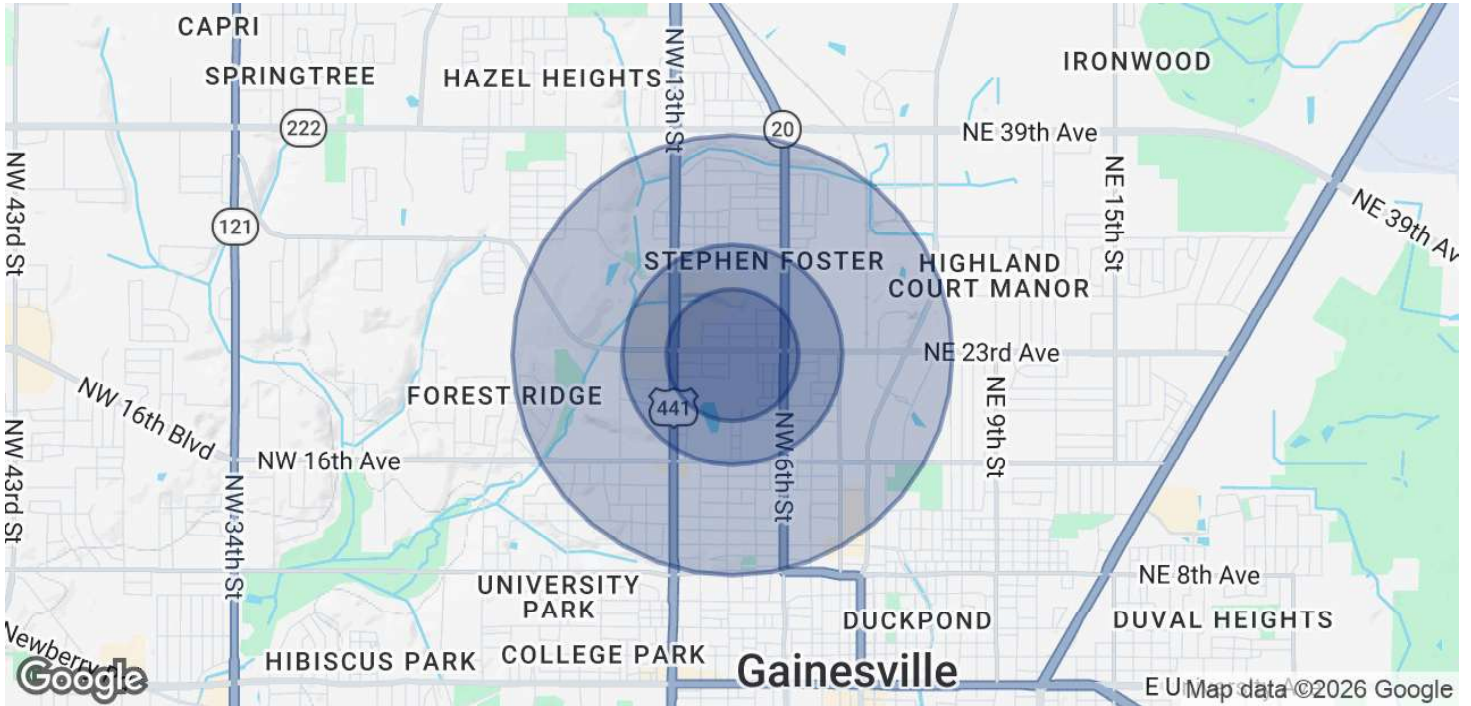 CAPRI
SPRINGTREE
HAZEL HEIGHTS
NW 13th St
IRONWOOD
222
20
NE 39th Ave
NW 43rd St
121
NE 15th St
NE 39th Av
STEPHEN FOSTER
HIGHLAND
COURT MANOR
NE 23rd Ave
FOREST RIDGE
441
NW 16th Blvd
NW 43rd St
NW 16th Ave
NW 34th St
NW 6th St
NE 9th St
UNIVERSITY
PARK
NE 8th Ave
DUCKPOND
DUVAL HEIGHTS
Newberry
HIBISCUS PARK
COLLEGE PARK
Gainesville
Google
E U
Map data ©2026 Google